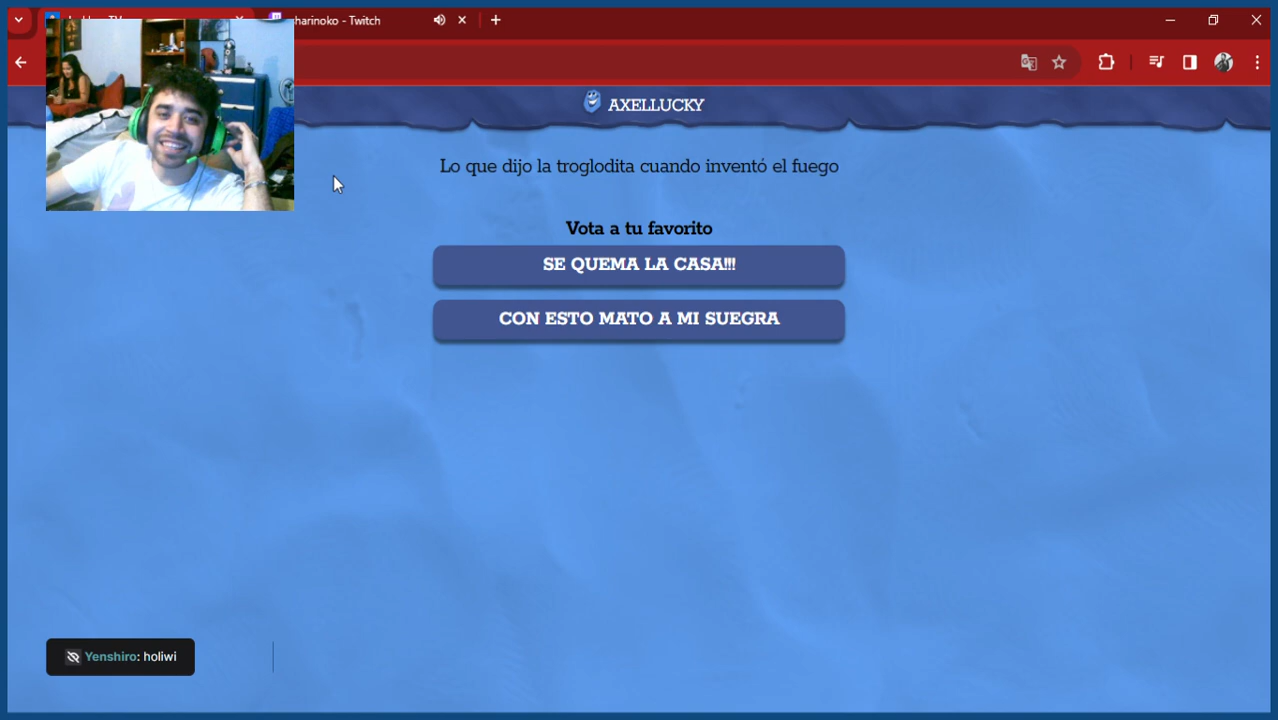 harinoko - Twitch
AXELLUCKY
Lo que dijo la troglodita cuando inventó el fuego
Vota a tu favorito
SE QUEMA LA CASA!!!
CON ESTO MATO A MI SUEGRA
Yenshiro: holiwi